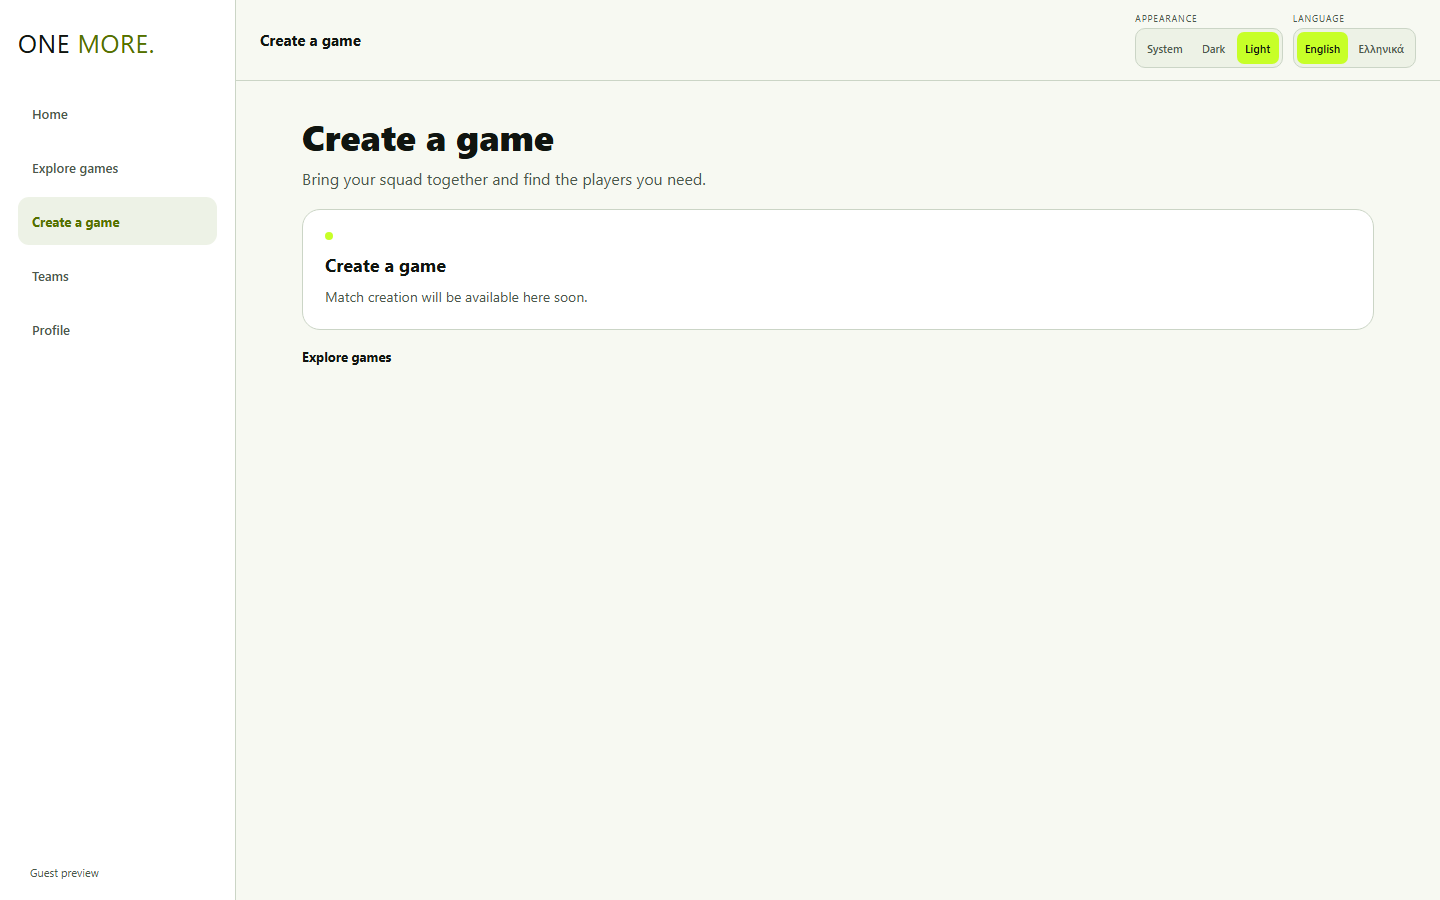 ONE MORE.
Home
Explore games
Create a game
Teams
Profile
Guest preview
Create a game
APPEARANCE
System Dark Light
LANGUAGE
English Ελληνικά
Create a game
Bring your squad together and find the players you need.
Create a game
Match creation will be available here soon.
Explore games